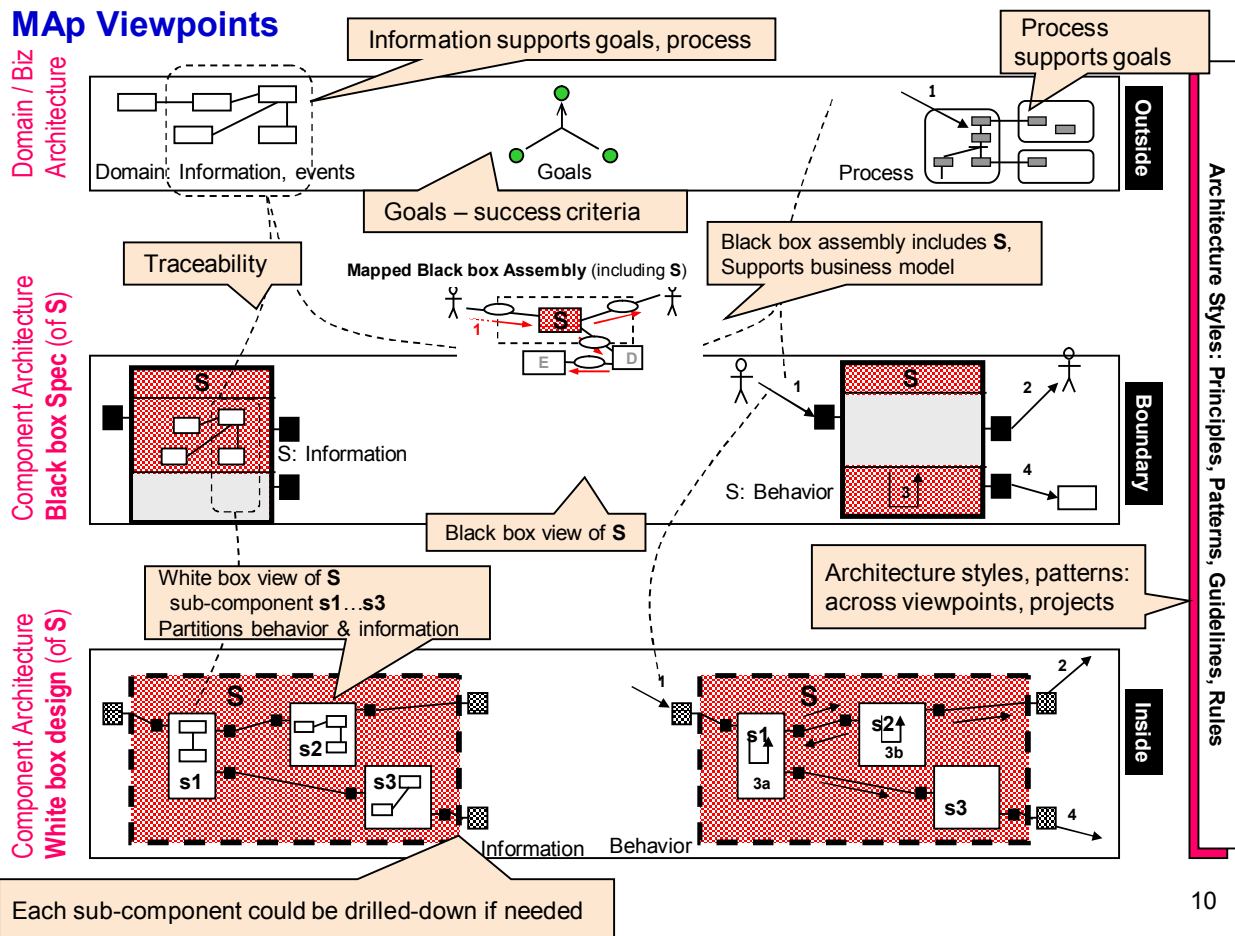 MAp Viewpoints
Information supports goals, process
Process
supports goals
Domain / Biz
Architecture
1
Domain: Information, events
Goals
Process
Outside
Goals – success criteria
Traceability
Mapped Black box Assembly (including S)
Black box assembly includes S,
Supports business model
1
S
E
D
Component Architecture
Black box Spec (of S)
S
S: Information
1
S
2
S: Behavior
3
4
Boundary
Black box view of S
White box view of S
sub-component s1…s3
Partitions behavior & information
Architecture styles, patterns:
across viewpoints, projects
Architecture Styles: Principles, Patterns, Guidelines, Rules
Component Architecture
White box design (of S)
S
s1
s2
s3
Information
Behavior
1
S
s1
3a
s2
3b
s3
2
4
Inside
Each sub-component could be drilled-down if needed
10